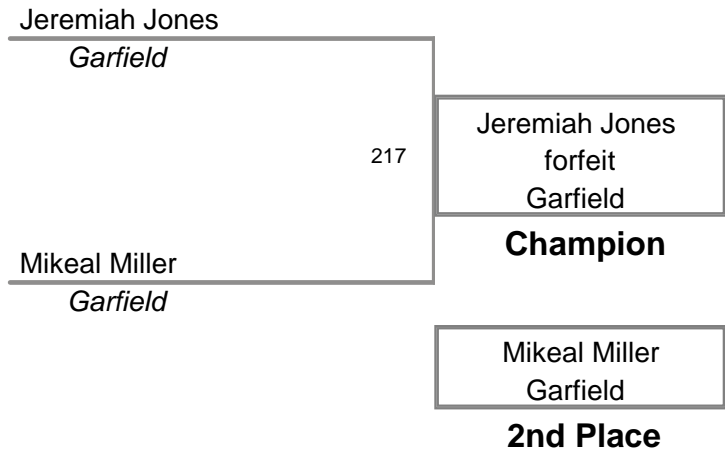 Jeremiah Jones
Garfield
217
Jeremiah Jones
forfeit
Garfield
Champion
Mikeal Miller
Garfield
Mikeal Miller
Garfield
2nd Place